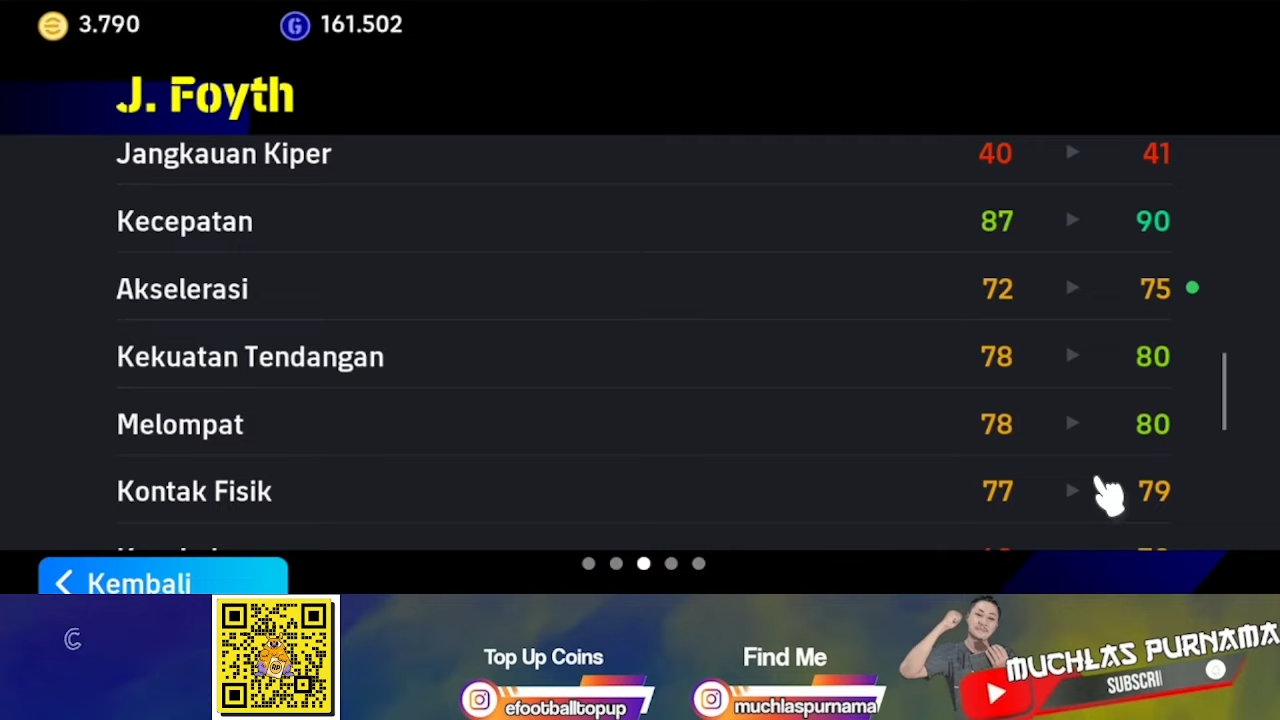 3.790 161.502
J. Foyth
Jangkauan Kiper 40 41
Kecepatan 87 90
Akselerasi 72 75
Kekuatan Tendangan 78 80
Melompat 78 80
Kontak Fisik 77 79
Kembali
Top Up Coins
efootballtopup
Find Me
muchlaspurnama
MUCHLAS PURNAMA
SUBSCRI